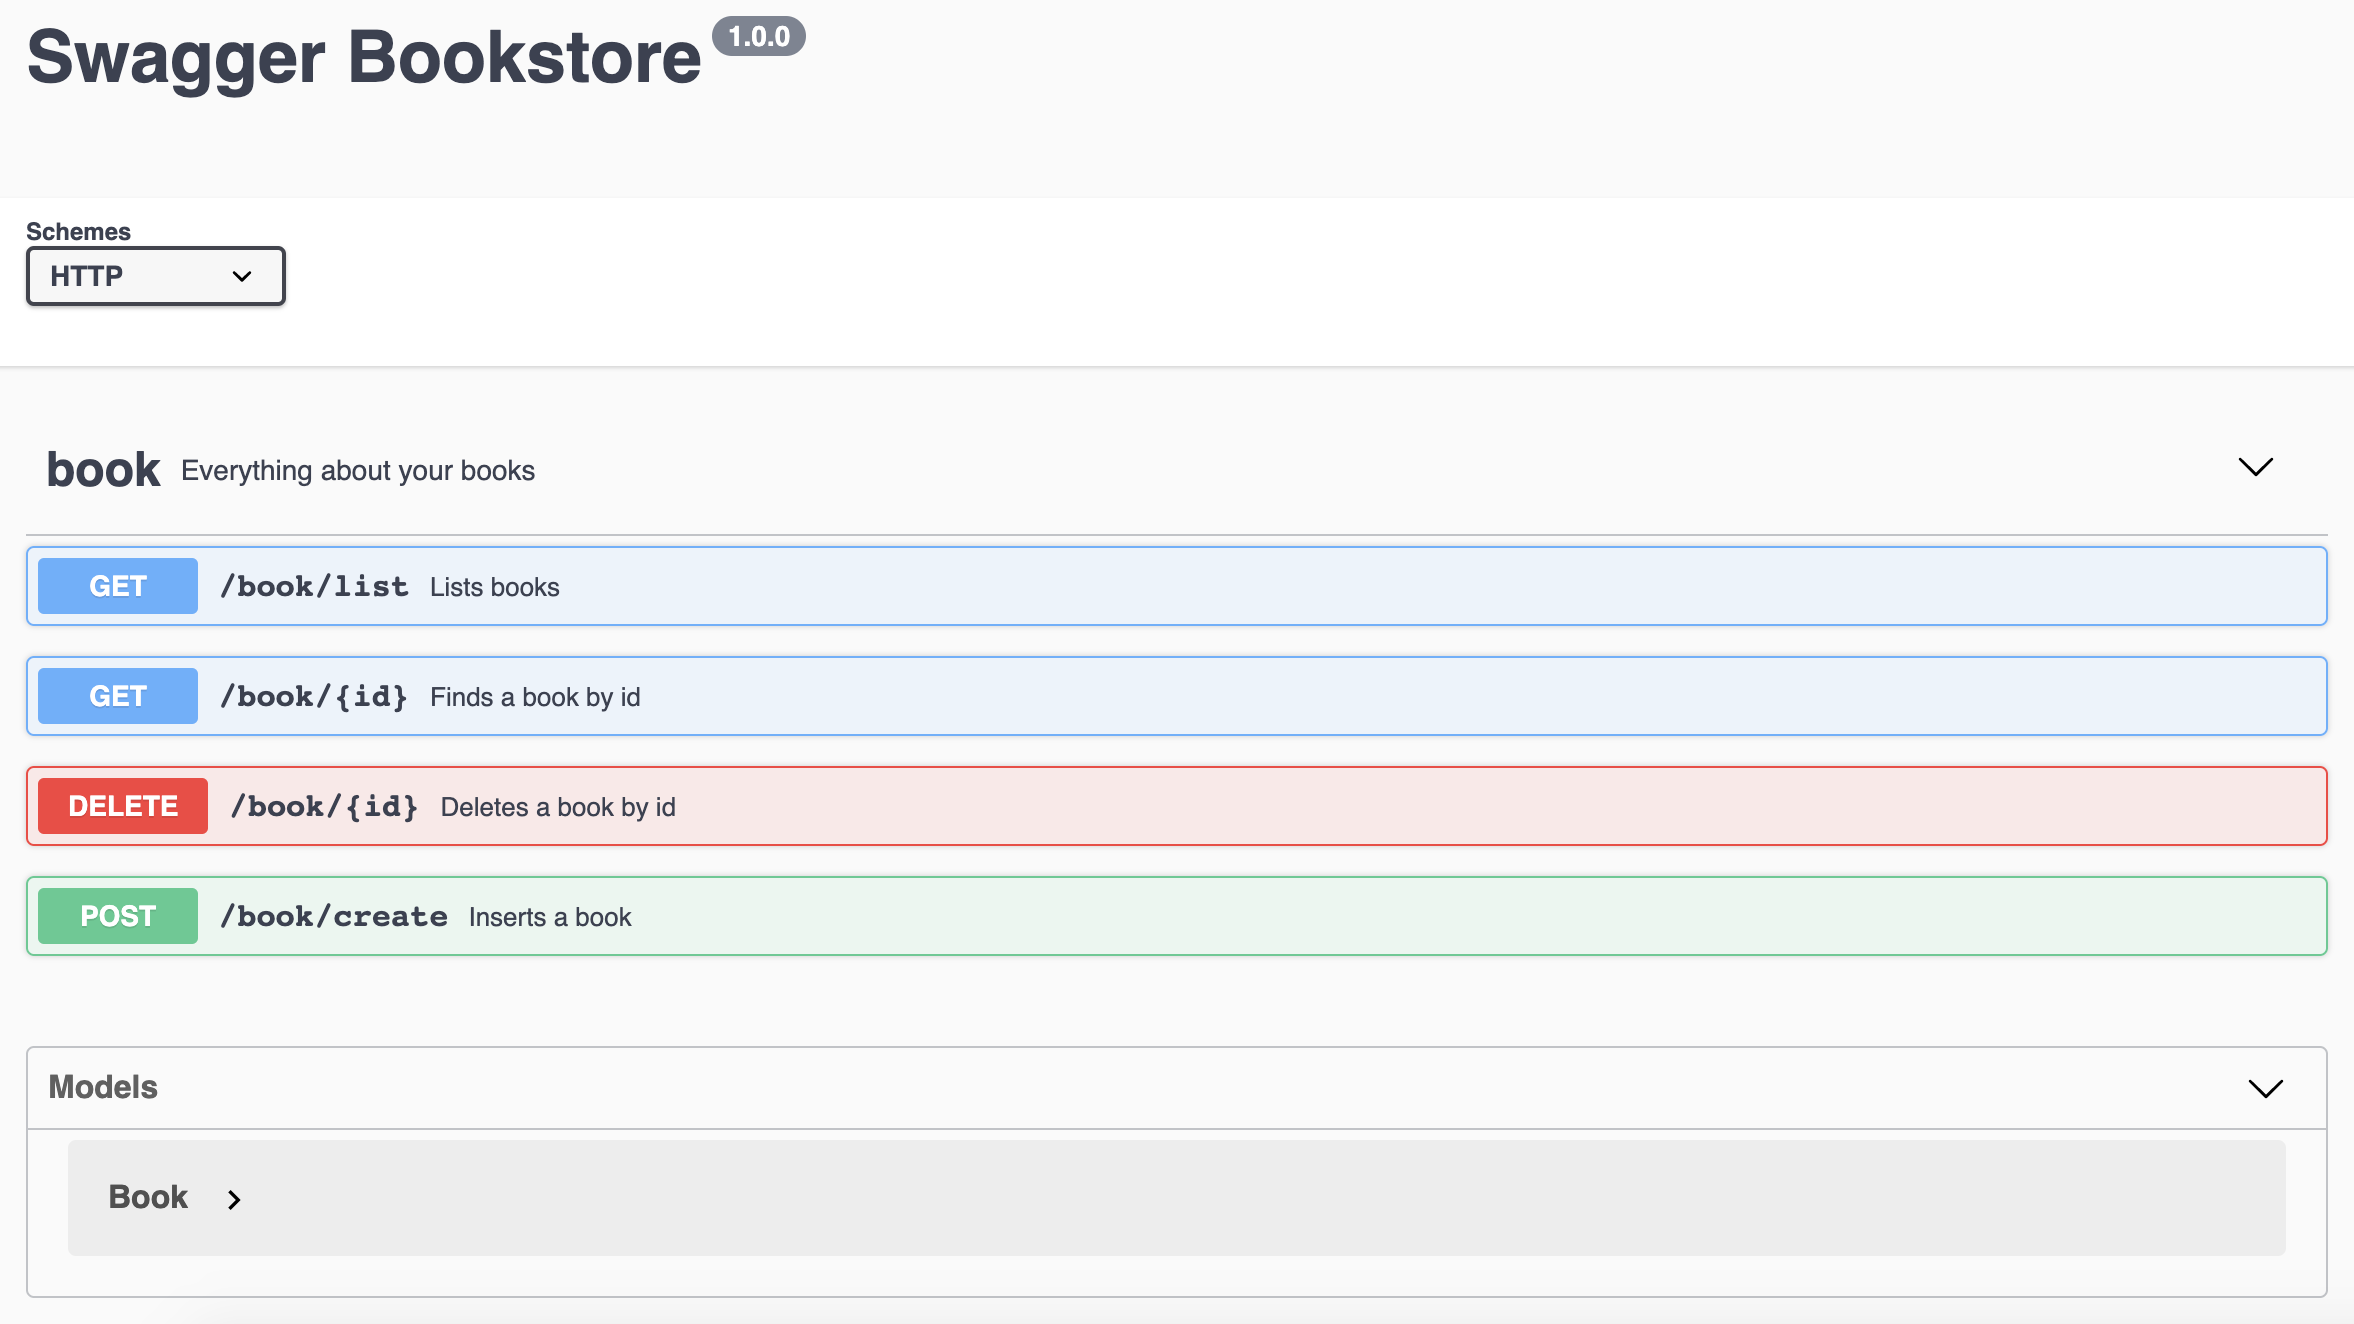 Swagger Bookstore 1.0.0
Schemes
HTTP
book Everything about your books
GET /book/list Lists books
GET /book/{id} Finds a book by id
DELETE /book/{id} Deletes a book by id
POST /book/create Inserts a book
Models
Book